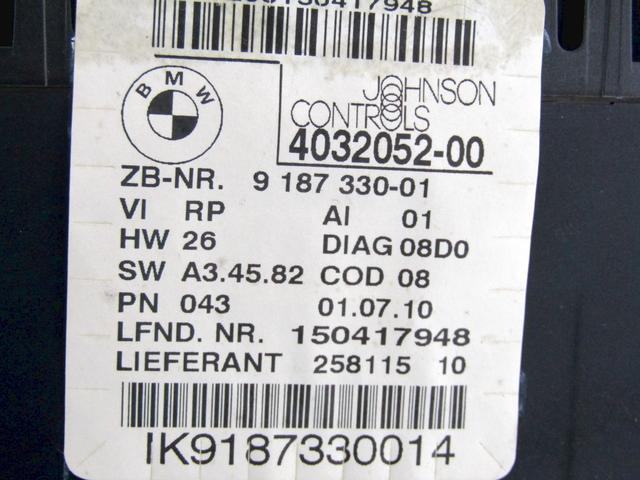 150417948
BMW
JOHNSON
CONTROLS
4032052-00
ZB-NR. 9 187 330-01
VI RP AI 01
HW 26 DIAG 08D0
SW A3.45.82 COD 08
PN 043 01.07.10
LFND. NR. 150417948
LIEFERANT 258115 10
IK9187330014